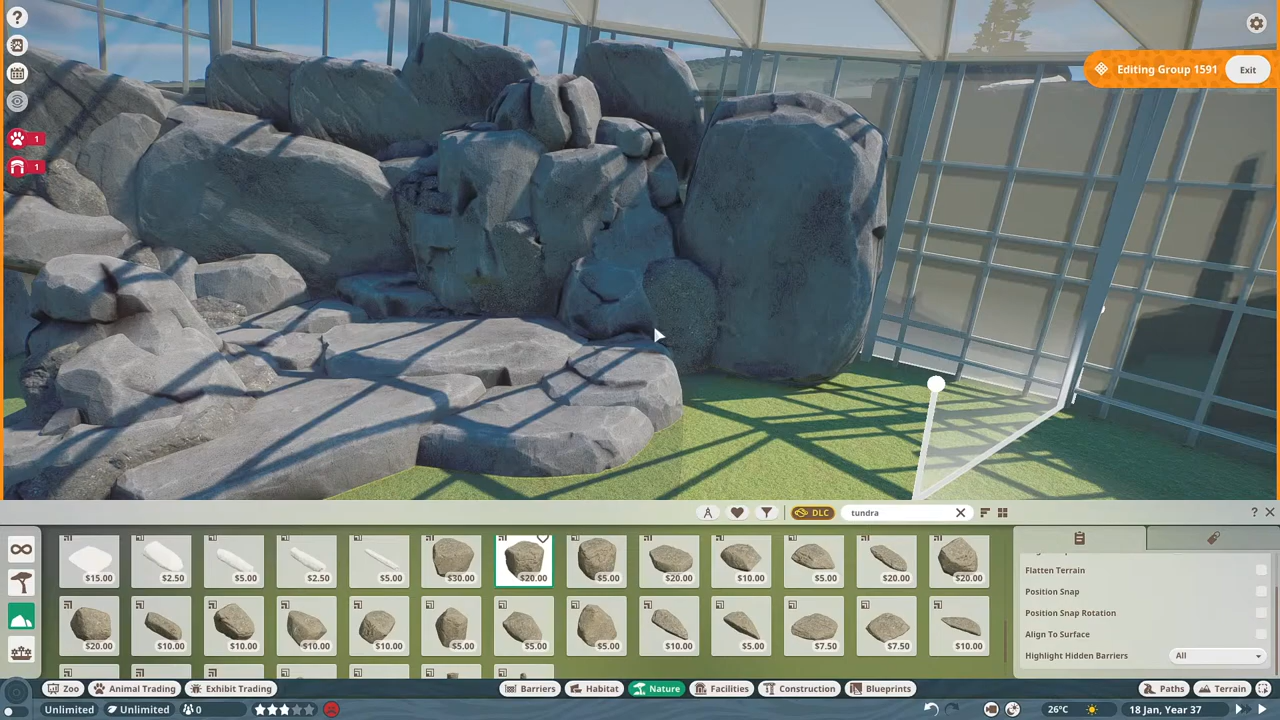 ?
Editing Group 1591
Exit
1
1
DLC
tundra
?
$15.00
$2.50
$5.00
$2.50
$5.00
$30.00
$20.00
$5.00
$20.00
$10.00
$5.00
$20.00
$20.00
$20.00
$10.00
$10.00
$10.00
$10.00
$5.00
$5.00
$5.00
$10.00
$5.00
$7.50
$7.50
$10.00
Flatten Terrain
Position Snap
Position Snap Rotation
Align To Surface
Highlight Hidden Barriers
All
Zoo
Animal Trading
Exhibit Trading
Barriers
Habitat
Nature
Facilities
Construction
Blueprints
Paths
Terrain
Unlimited
Unlimited
0
26°C
18 Jan, Year 37